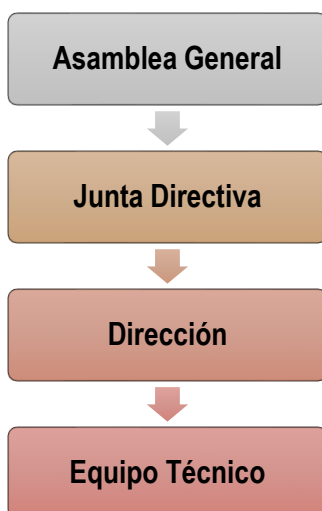 Asamblea General
Junta Directiva
Dirección
Equipo Técnico